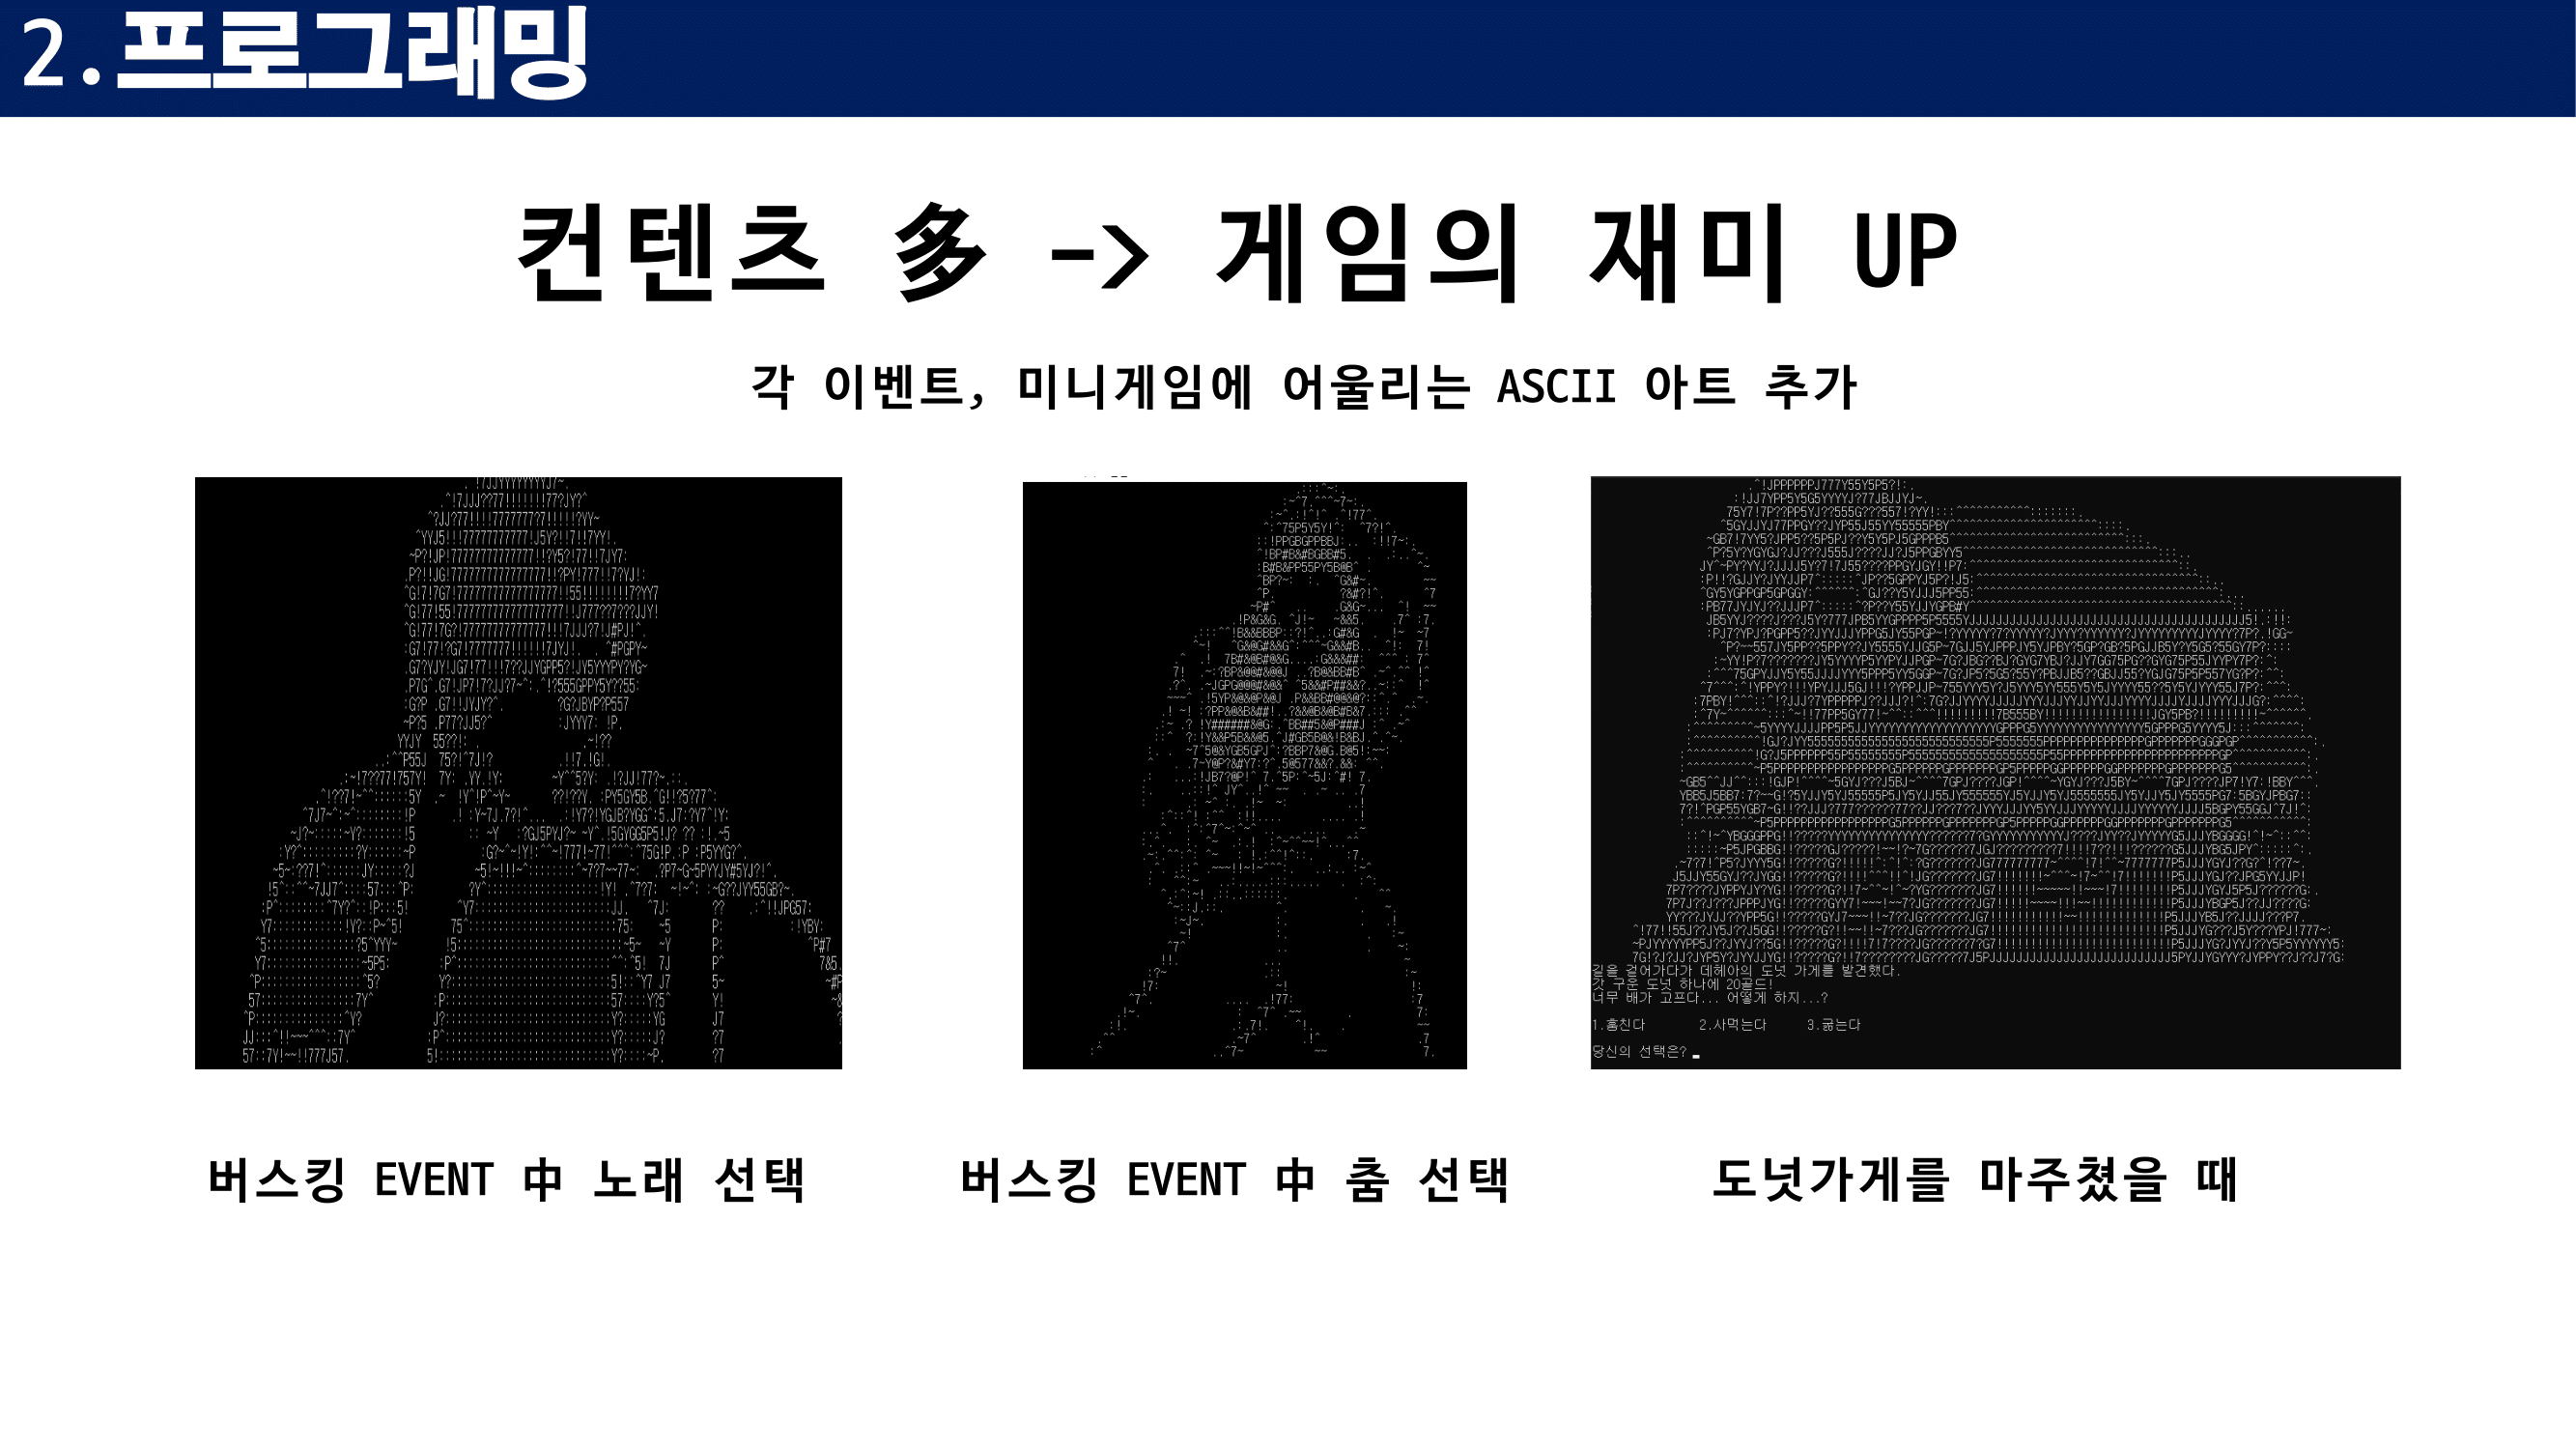 2.프로그래밍
컨텐츠 多 -> 게임의 재미 UP
각 이벤트, 미니게임에 어울리는 ASCII 아트 추가
길을 걸어가다가 데헤아의 도넛 가게를 발견했다.
갓 구운 도넛 하나에 20골드!
너무 배가 고프다... 어떻게 하지...?
1.훔친다 2.사먹는다 3.굶는다
당신의 선택은?
버스킹 EVENT 中 노래 선택
버스킹 EVENT 中 춤 선택
도넛가게를 마주쳤을 때